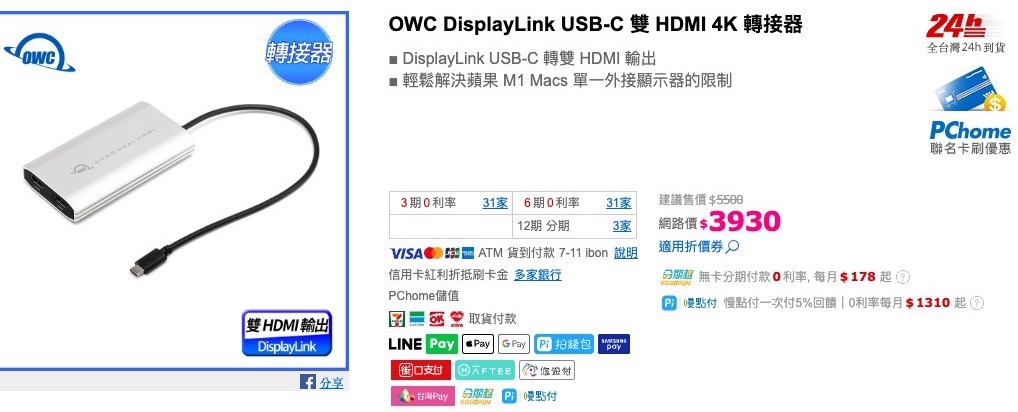 OWC
轉接器
OWC
USB-C DUAL HDMI
雙 HDMI 輸出
DisplayLink
分享
OWC DisplayLink USB-C 雙 HDMI 4K 轉接器
■ DisplayLink USB-C 轉雙 HDMI 輸出
■ 輕鬆解決蘋果 M1 Macs 單一外接顯示器的限制
24h
全台灣24h到貨
PChome
聯名卡刷優惠
3期0利率 31家 6期0利率 31家
12期 分期 3家
VISA JCB ATM 貨到付款 7-11 ibon 說明
信用卡紅利折抵刷卡金 多家銀行
PChome儲值
OK 取貨付款
LINE Pay Pay G Pay Pi 拍錢包 SAMSUNG pay
街口支付 AFTEE 悠遊付
台灣Pay 分期趣 GOGOPAY Pi 慢點付
建議售價 $5500
網路價 $3930
適用折價券
分期趣 GOGOPAY 無卡分期付款 0 利率, 每月 $178 起 ?
Pi 慢點付 慢點付一次付5%回饋｜0利率每月 $1310 起 ?